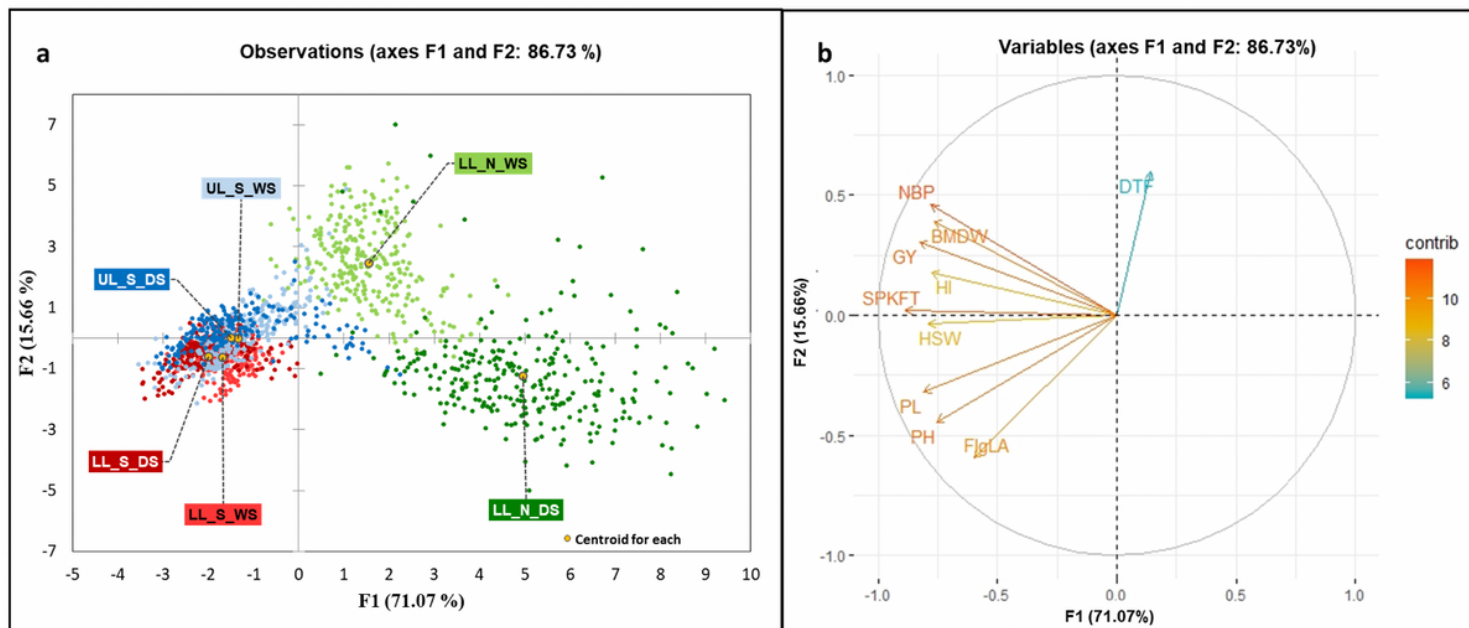 a
Observations (axes F1 and F2: 86.73 %)
7
5
3
1
-1
-3
-5
-7
F2 (15.66 %)
-5 -4 -3 -2 -1 0 1 2 3 4 5 6 7 8 9 10
F1 (71.07 %)
LL_N_WS
UL_S_WS
UL_S_DS
LL_S_DS
LL_S_WS
LL_N_DS
Centroid for each
b
Variables (axes F1 and F2: 86.73%)
1.0
0.5
0.0
-0.5
-1.0
F2 (15.66%)
-1.0 -0.5 0.0 0.5 1.0
F1 (71.07%)
DTF
NBP
BMDW
GY
HI
SPKFT
HSW
PL
PH
FlgLA
contrib
10
8
6